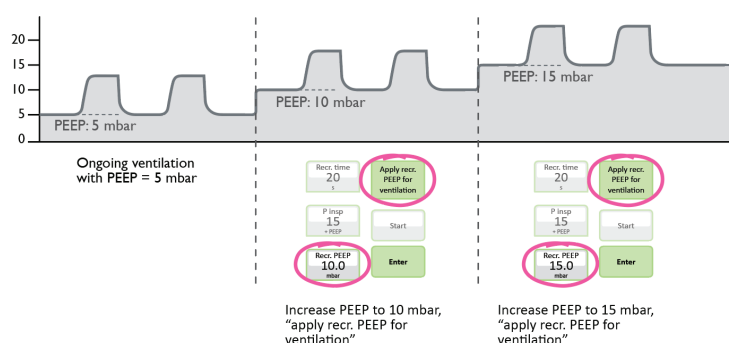 20
15
10
5
0
PEEP: 5 mbar
PEEP: 10 mbar
PEEP: 15 mbar
Ongoing ventilation
with PEEP = 5 mbar
Recr. time
20
s
Apply recr.
PEEP for
ventilation
P insp
15
+ PEEP
Start
Recr. PEEP
10.0
mbar
Enter
Increase PEEP to 10 mbar,
“apply recr. PEEP for
ventilation”
Recr. time
20
s
Apply recr.
PEEP for
ventilation
P insp
15
+ PEEP
Start
Recr. PEEP
15.0
mbar
Enter
Increase PEEP to 15 mbar,
“apply recr. PEEP for
ventilation”